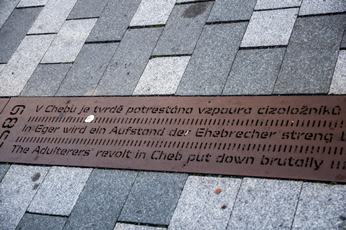 V Chebu je tvrdě potrestána vzpoura cizoložníků
In Eger wird ein Aufstand der Ehebrecher streng
The Adulterers' revolt in Cheb put down brutally